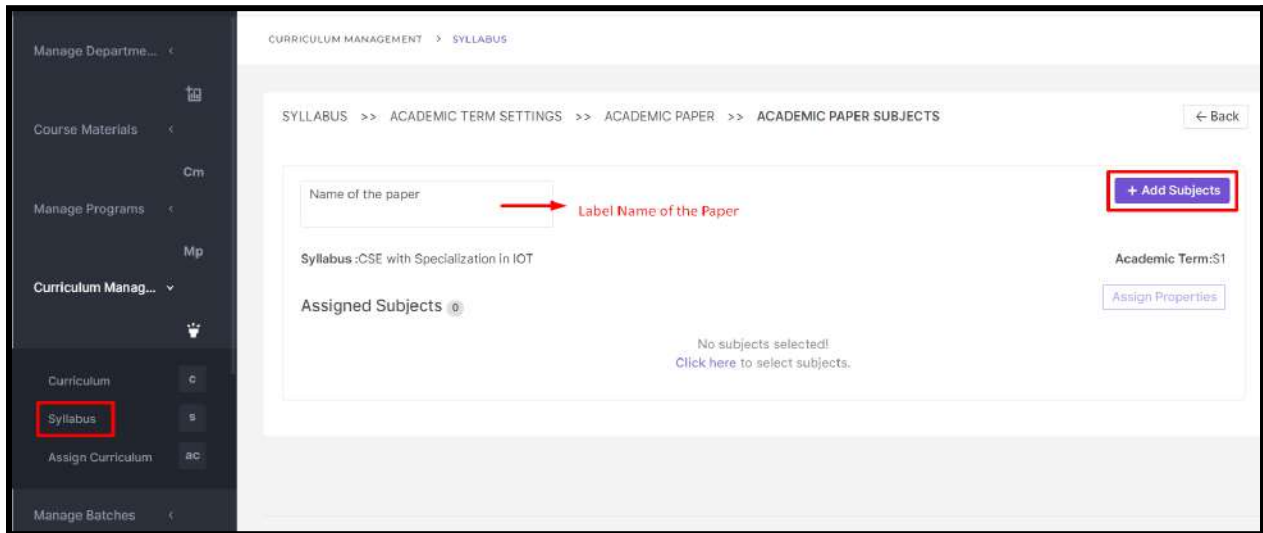 Manage Departme... <
Course Materials <
Cm
Manage Programs <
Mp
Curriculum Manag...
Curriculum c
Syllabus s
Assign Curriculum ac
Manage Batches <
CURRICULUM MANAGEMENT > SYLLABUS
SYLLABUS >> ACADEMIC TERM SETTINGS >> ACADEMIC PAPER >> ACADEMIC PAPER SUBJECTS
← Back
Name of the paper
Label Name of the Paper
+ Add Subjects
Syllabus :CSE with Specialization in IOT
Academic Term:S1
Assigned Subjects 0
Assign Properties
No subjects selected!
Click here to select subjects.